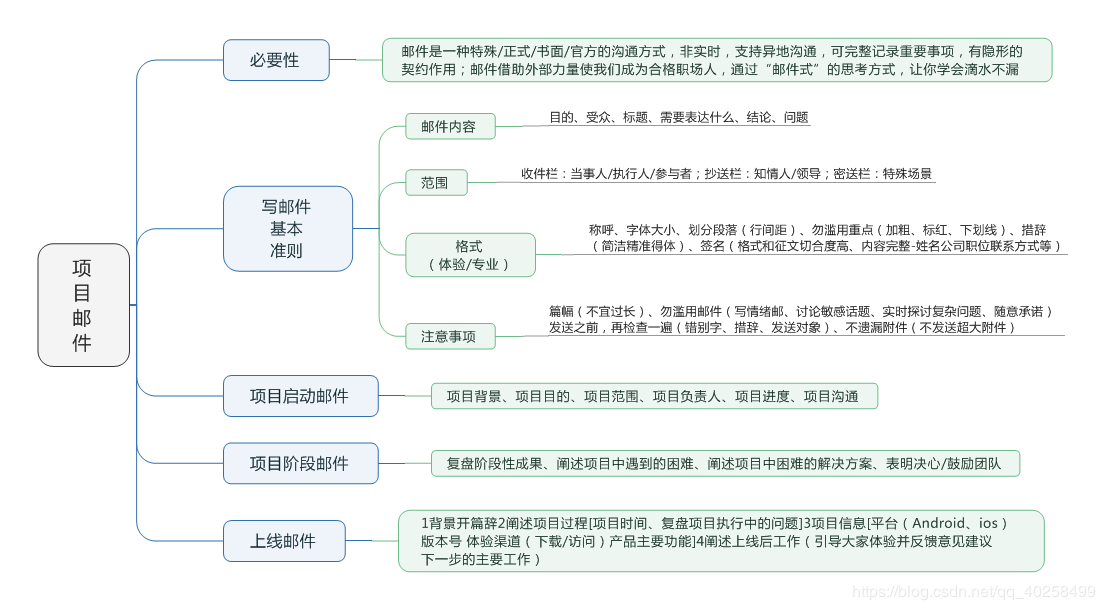 项
目
邮
件
必要性
邮件是一种特殊/正式/书面/官方的沟通方式，非实时，支持异地沟通，可完整记录重要事项，有隐形的
契约作用；邮件借助外部力量使我们成为合格职场人，通过“邮件式”的思考方式，让你学会滴水不漏
写邮件
基本
准则
邮件内容
目的、受众、标题、需要表达什么、结论、问题
范围
收件栏：当事人/执行人/参与者；抄送栏：知情人/领导；密送栏：特殊场景
格式
（体验/专业）
称呼、字体大小、划分段落（行间距）、勿滥用重点（加粗、标红、下划线）、措辞
（简洁精准得体）、签名（格式和征文切合度高、内容完整-姓名公司职位联系方式等）
注意事项
篇幅（不宜过长）、勿滥用邮件（写情绪邮、讨论敏感话题、实时探讨复杂问题、随意承诺）
发送之前，再检查一遍（错别字、措辞、发送对象）、不遗漏附件（不发送超大附件）
项目启动邮件
项目背景、项目目的、项目范围、项目负责人、项目进度、项目沟通
项目阶段邮件
复盘阶段性成果、阐述项目中遇到的困难、阐述项目中困难的解决方案、表明决心/鼓励团队
上线邮件
1背景开篇辞2阐述项目过程[项目时间、复盘项目执行中的问题]3项目信息[平台（Android、ios）
版本号 体验渠道（下载/访问）产品主要功能]4阐述上线后工作（引导大家体验并反馈意见建议
下一步的主要工作）
https://blog.csdn.net/qq_40258499